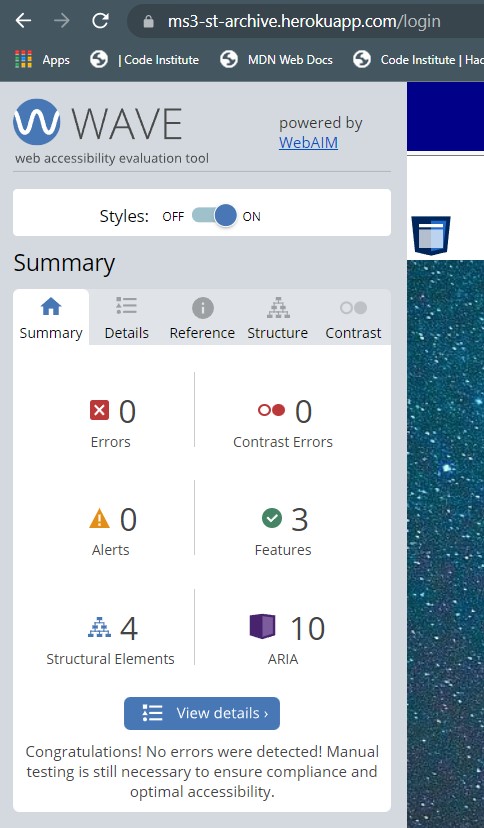 ms3-st-archive.herokuapp.com/login
Apps
| Code Institute
MDN Web Docs
Code Institute | Hac
WAVE
powered by
WebAIM
web accessibility evaluation tool
Styles: OFF ON
Summary
Summary Details Reference Structure Contrast
0 0
Errors Contrast Errors
0 3
Alerts Features
4 10
Structural Elements ARIA
View details ›
Congratulations! No errors were detected! Manual
testing is still necessary to ensure compliance and
optimal accessibility.